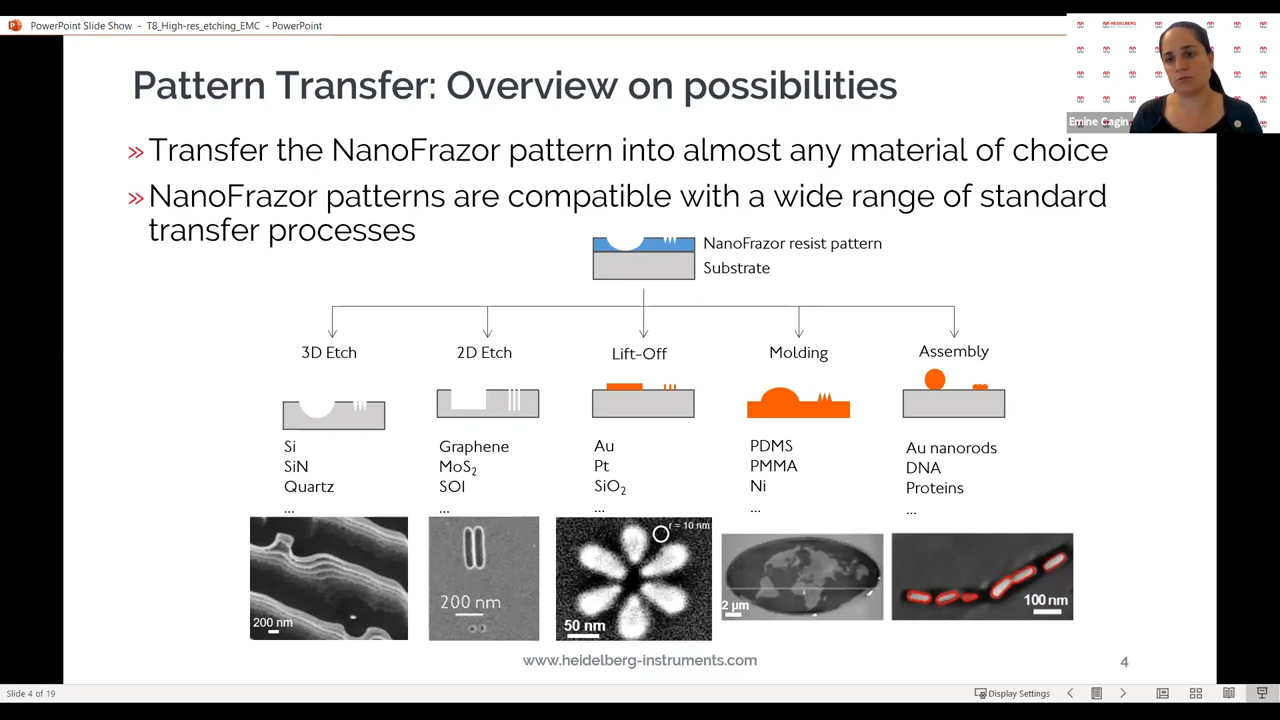 PowerPoint Slide Show - T8_High-res_etching_EMC - PowerPoint
HEIDELBERG
Emine Cagin
Pattern Transfer: Overview on possibilities
» Transfer the NanoFrazor pattern into almost any material of choice
» NanoFrazor patterns are compatible with a wide range of standard
transfer processes
NanoFrazor resist pattern
Substrate
3D Etch
Si
SiN
Quartz
...
200 nm
2D Etch
Graphene
MoS₂
SOI
...
200 nm
Lift-Off
Au
Pt
SiO₂
...
r = 10 nm
50 nm
Molding
PDMS
PMMA
Ni
...
2 µm
Assembly
Au nanorods
DNA
Proteins
...
100 nm
www.heidelberg-instruments.com
4
Slide 4 of 19
Display Settings